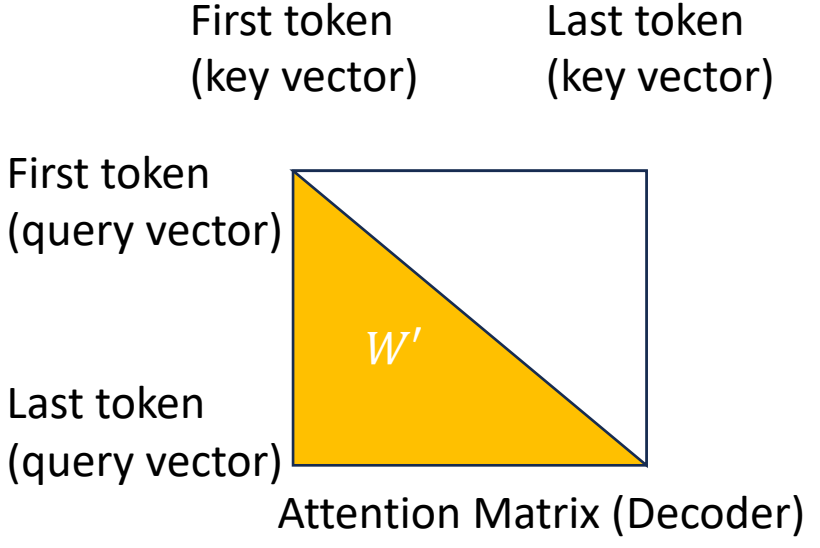 First token
(key vector)
Last token
(key vector)
First token
(query vector)
W′
Last token
(query vector)
Attention Matrix (Decoder)